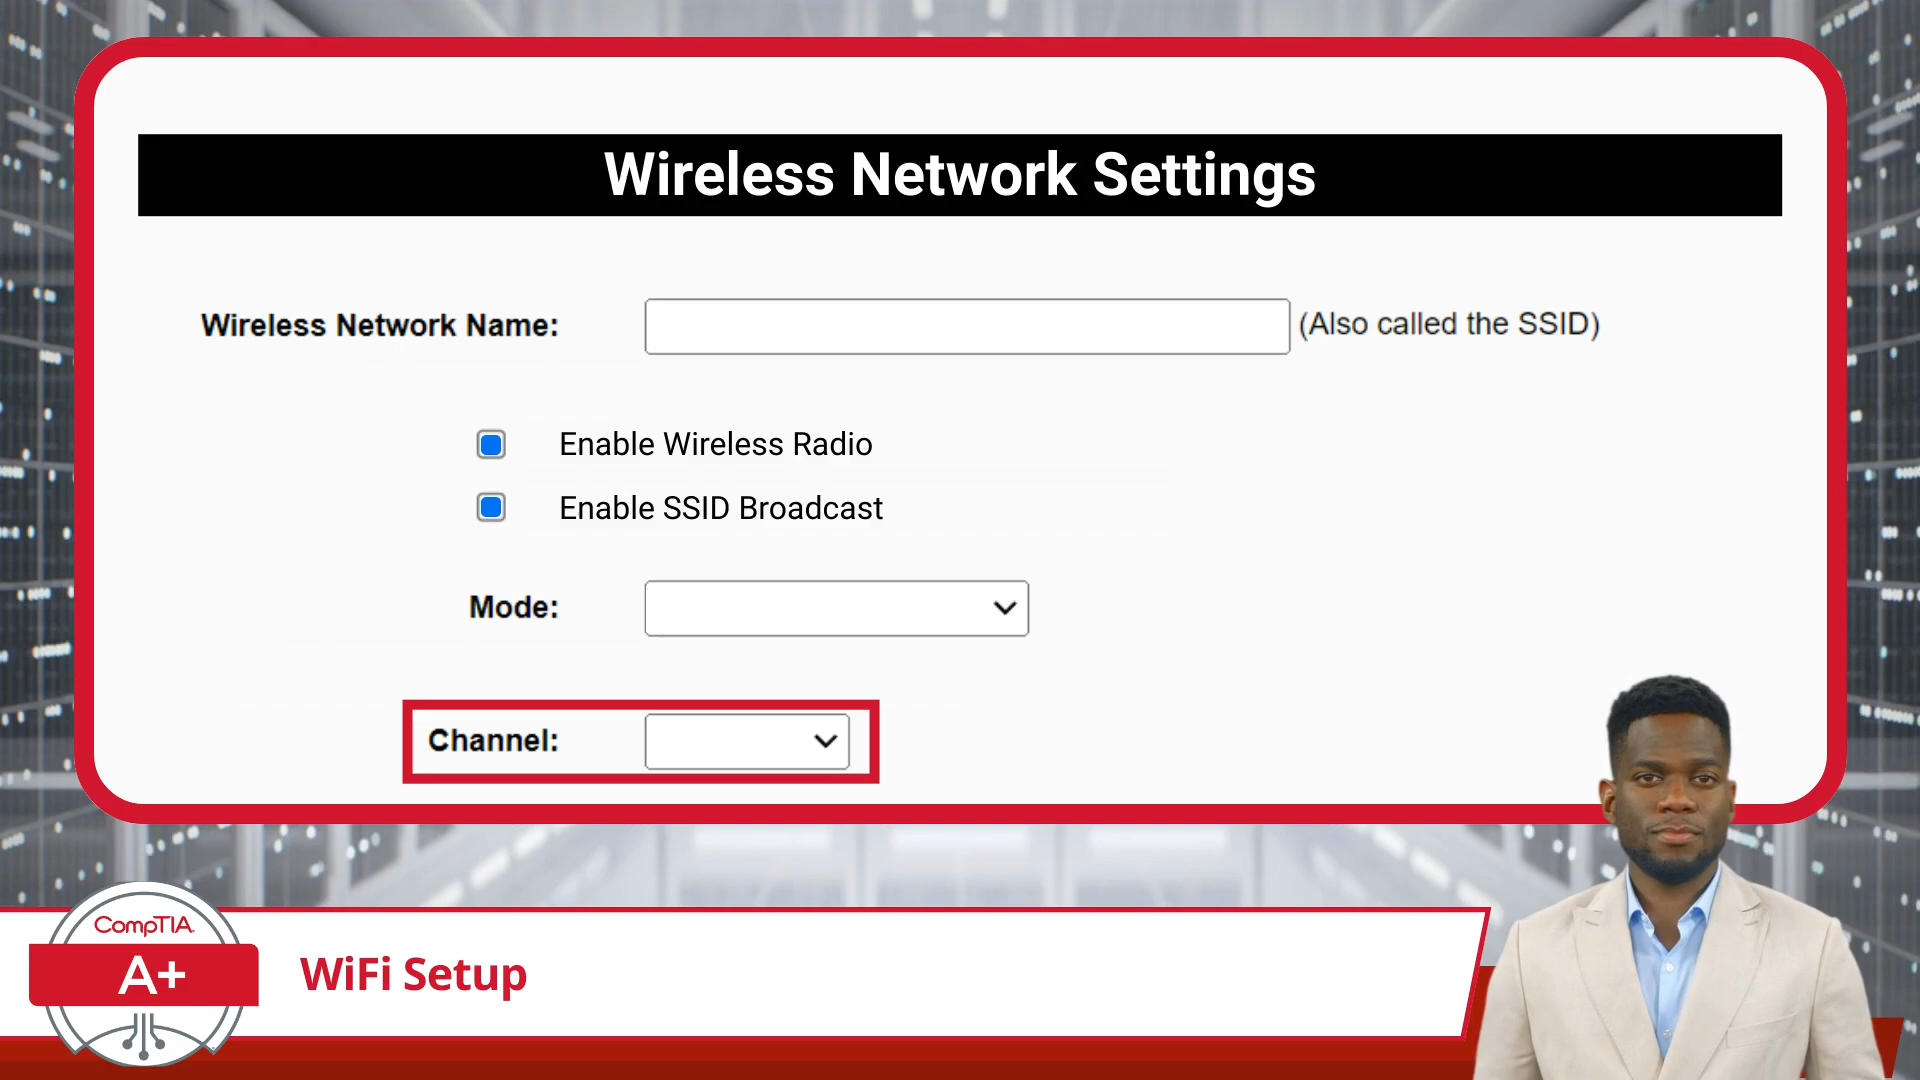 Wireless Network Settings
Wireless Network Name: (Also called the SSID)
Enable Wireless Radio
Enable SSID Broadcast
Mode:
Channel:
CompTIA.
A+
WiFi Setup